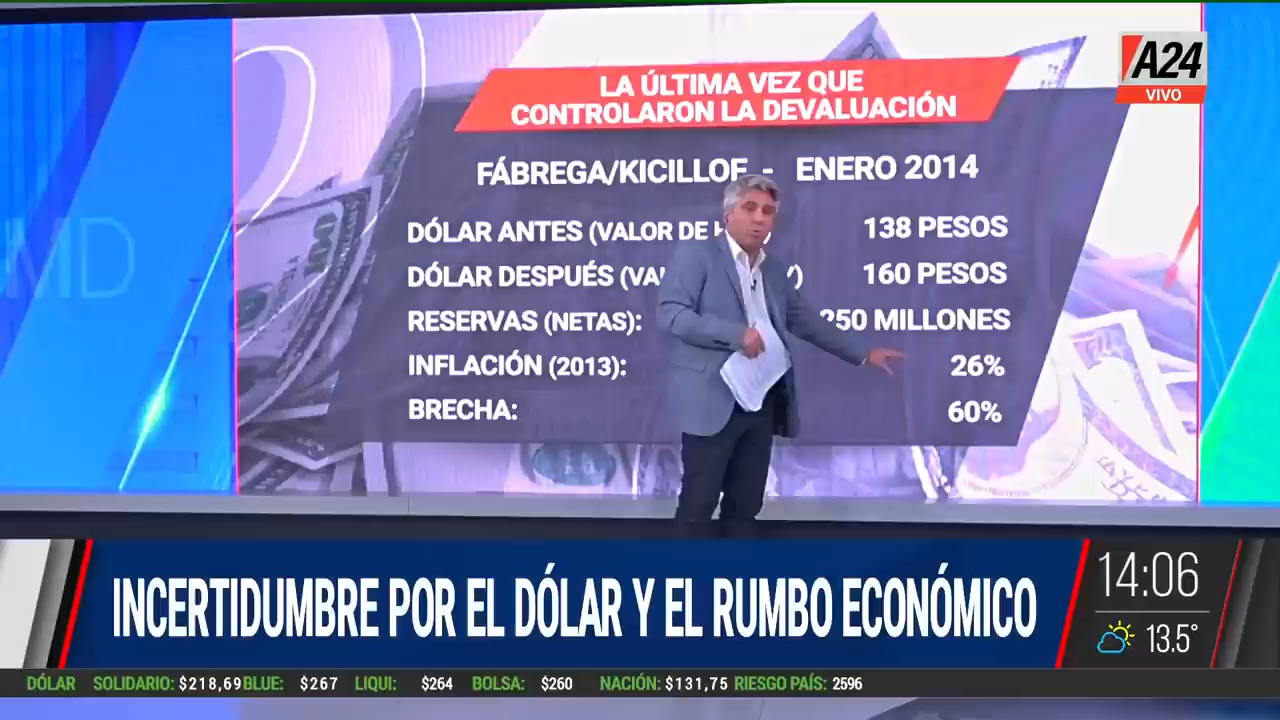 A24
VIVO
LA ÚLTIMA VEZ QUE
CONTROLARON LA DEVALUACIÓN
FÁBREGA/KICILLOF - ENERO 2014
DÓLAR ANTES (VALOR DE 138 PESOS
DÓLAR DESPUÉS 160 PESOS
RESERVAS (NETAS): MILLONES
INFLACIÓN (2013): 26%
BRECHA: 60%
INCERTIDUMBRE POR EL DÓLAR Y EL RUMBO ECONÓMICO
14:06
13.5°
DÓLAR SOLIDARIO: $218,69 BLUE: $267 LIQUI: $264 BOLSA: $260 NACIÓN: $131,75 RIESGO PAÍS: 2596